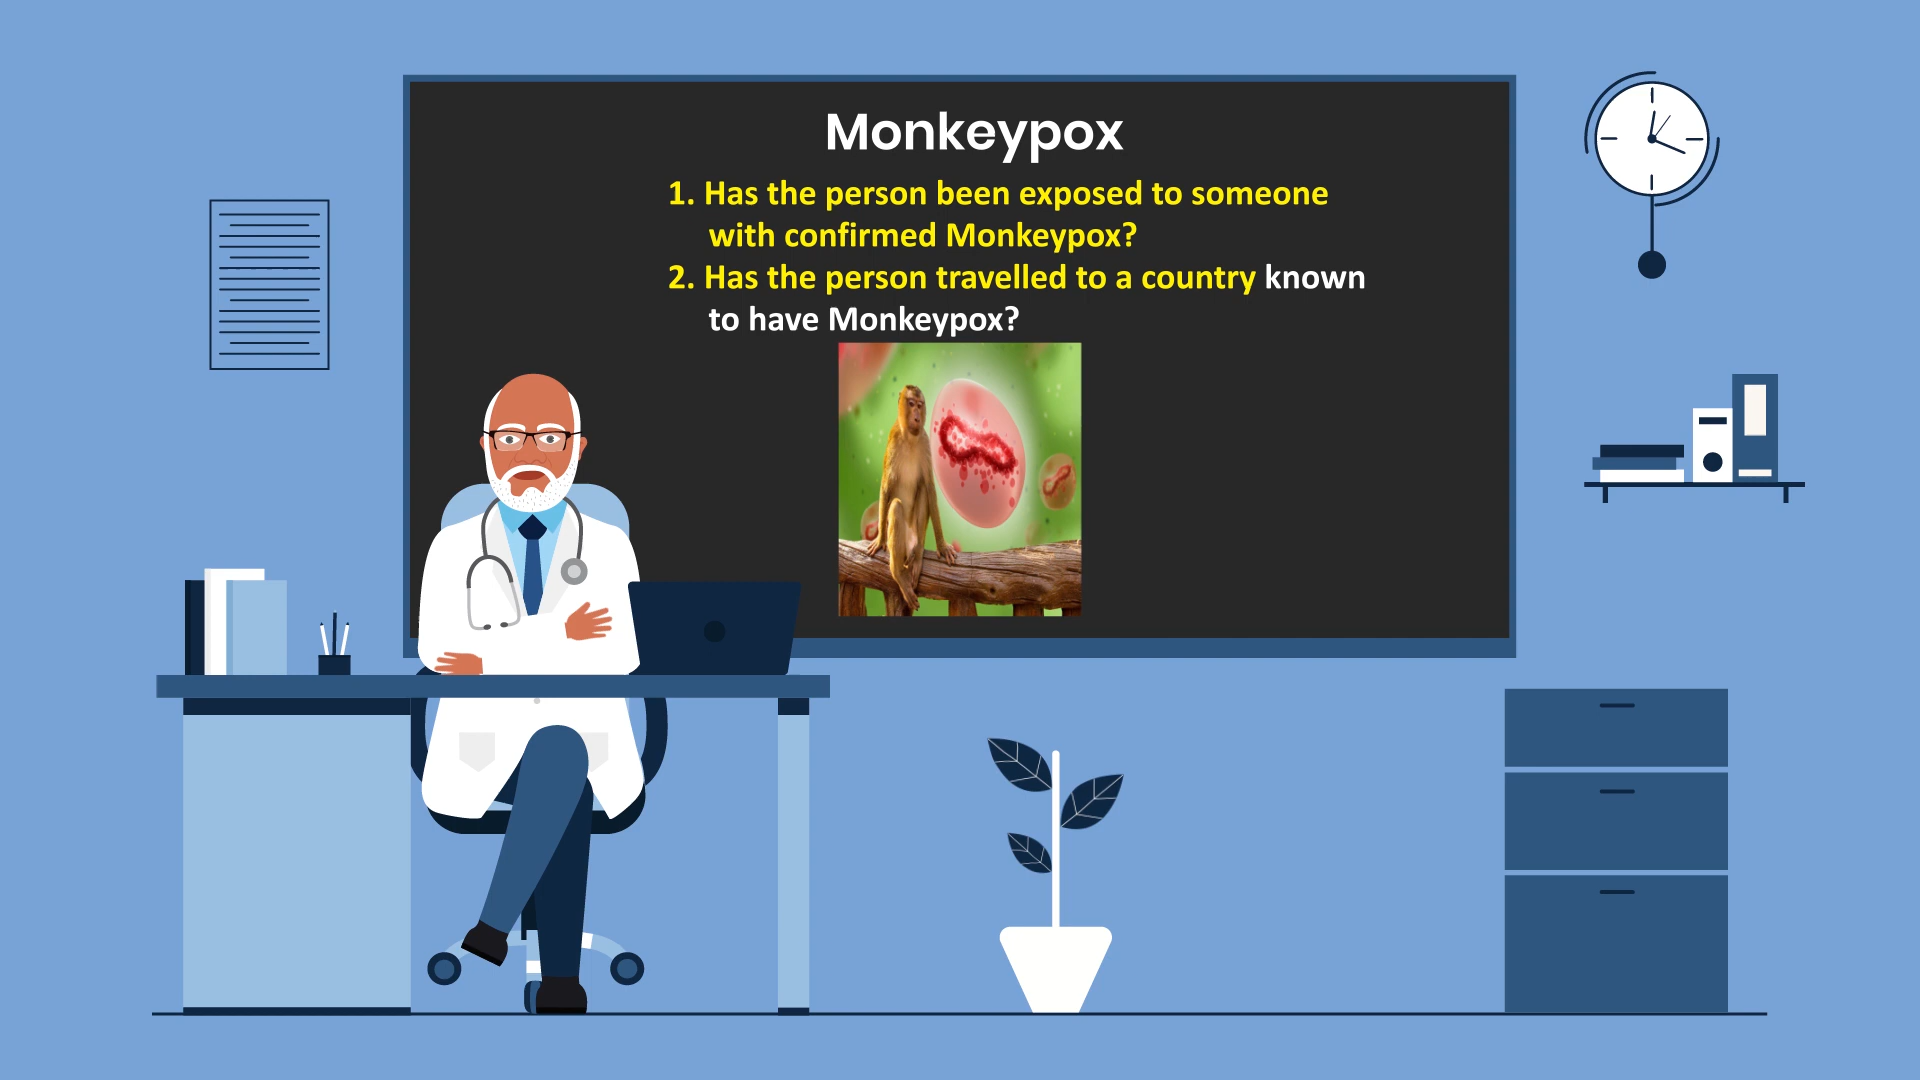 Monkeypox
1. Has the person been exposed to someone
with confirmed Monkeypox?
2. Has the person travelled to a country known
to have Monkeypox?